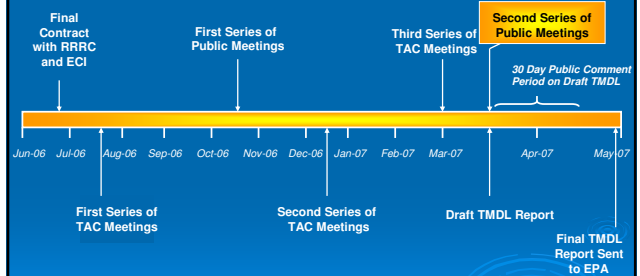 Final
Contract
with RRRC
and ECI
First Series of
Public Meetings
Third Series of
TAC Meetings
Second Series of
Public Meetings
30 Day Public Comment
Period on Draft TMDL
Jun-06 Jul-06 Aug-06 Sep-06 Oct-06 Nov-06 Dec-06 Jan-07 Feb-07 Mar-07 Apr-07 May-07
First Series of
TAC Meetings
Second Series of
TAC Meetings
Draft TMDL Report
Final TMDL
Report Sent
to EPA